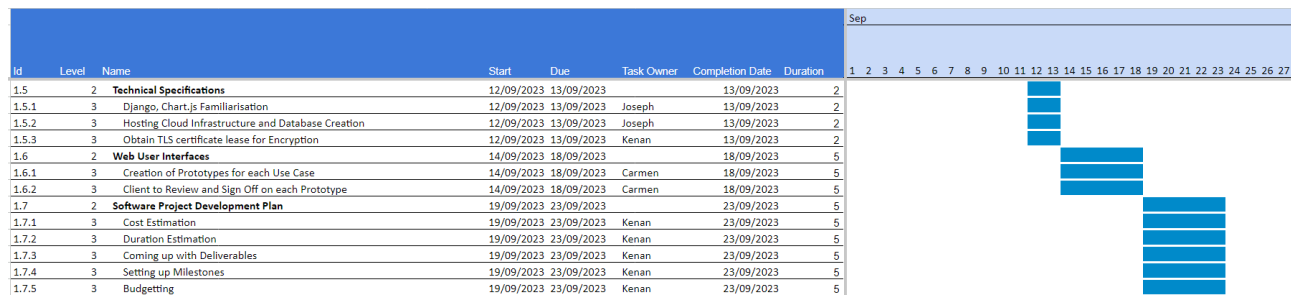 Sep
Id Level Name Start Due Task Owner Completion Date Duration 1 2 3 4 5 6 7 8 9 10 11 12 13 14 15 16 17 18 19 20 21 22 23 24 25 26 27
1.5 2 Technical Specifications 12/09/2023 13/09/2023 13/09/2023 2
1.5.1 3 Django, Chart.js Familiarisation 12/09/2023 13/09/2023 Joseph 13/09/2023 2
1.5.2 3 Hosting Cloud Infrastructure and Database Creation 12/09/2023 13/09/2023 Joseph 13/09/2023 2
1.5.3 3 Obtain TLS certificate lease for Encryption 12/09/2023 13/09/2023 Kenan 13/09/2023 2
1.6 2 Web User Interfaces 14/09/2023 18/09/2023 18/09/2023 5
1.6.1 3 Creation of Prototypes for each Use Case 14/09/2023 18/09/2023 Carmen 18/09/2023 5
1.6.2 3 Client to Review and Sign Off on each Prototype 14/09/2023 18/09/2023 Carmen 18/09/2023 5
1.7 2 Software Project Development Plan 19/09/2023 23/09/2023 23/09/2023 5
1.7.1 3 Cost Estimation 19/09/2023 23/09/2023 Kenan 23/09/2023 5
1.7.2 3 Duration Estimation 19/09/2023 23/09/2023 Kenan 23/09/2023 5
1.7.3 3 Coming up with Deliverables 19/09/2023 23/09/2023 Kenan 23/09/2023 5
1.7.4 3 Setting up Milestones 19/09/2023 23/09/2023 Kenan 23/09/2023 5
1.7.5 3 Budgetting 19/09/2023 23/09/2023 Kenan 23/09/2023 5